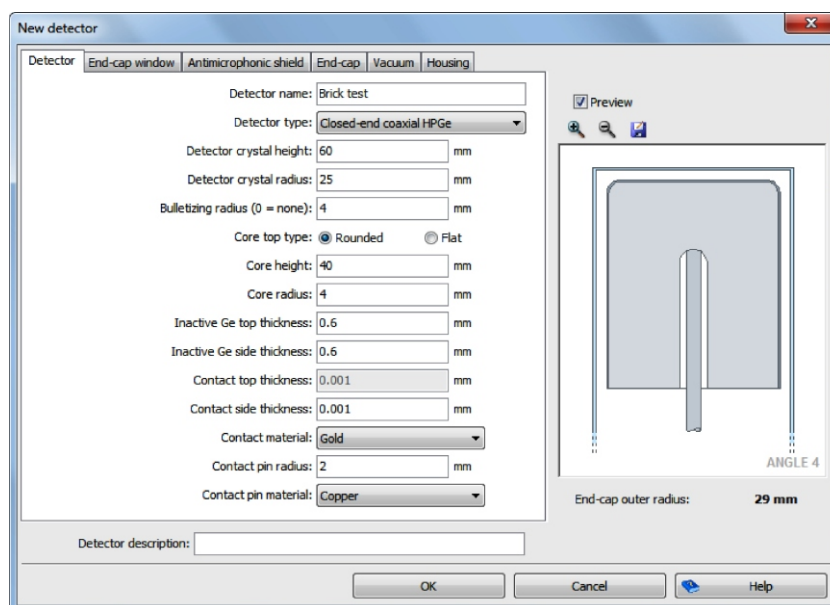 New detector
Detector End-cap window Antimicrophonic shield End-cap Vacuum Housing
Detector name: Brick test
Detector type: Closed-end coaxial HPGe
Detector crystal height: 60 mm
Detector crystal radius: 25 mm
Bulletizing radius (0 = none): 4 mm
Core top type: Rounded Flat
Core height: 40 mm
Core radius: 4 mm
Inactive Ge top thickness: 0.6 mm
Inactive Ge side thickness: 0.6 mm
Contact top thickness: 0.001 mm
Contact side thickness: 0.001 mm
Contact material: Gold
Contact pin radius: 2 mm
Contact pin material: Copper
Preview
ANGLE 4
End-cap outer radius: 29 mm
Detector description:
OK Cancel Help